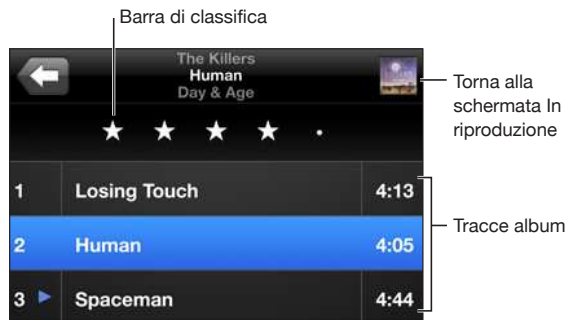 Barra di classifica
The Killers
Human
Day & Age
Torna alla
schermata In
riproduzione
1 Losing Touch 4:13
2 Human 4:05
3 Spaceman 4:44
Tracce album